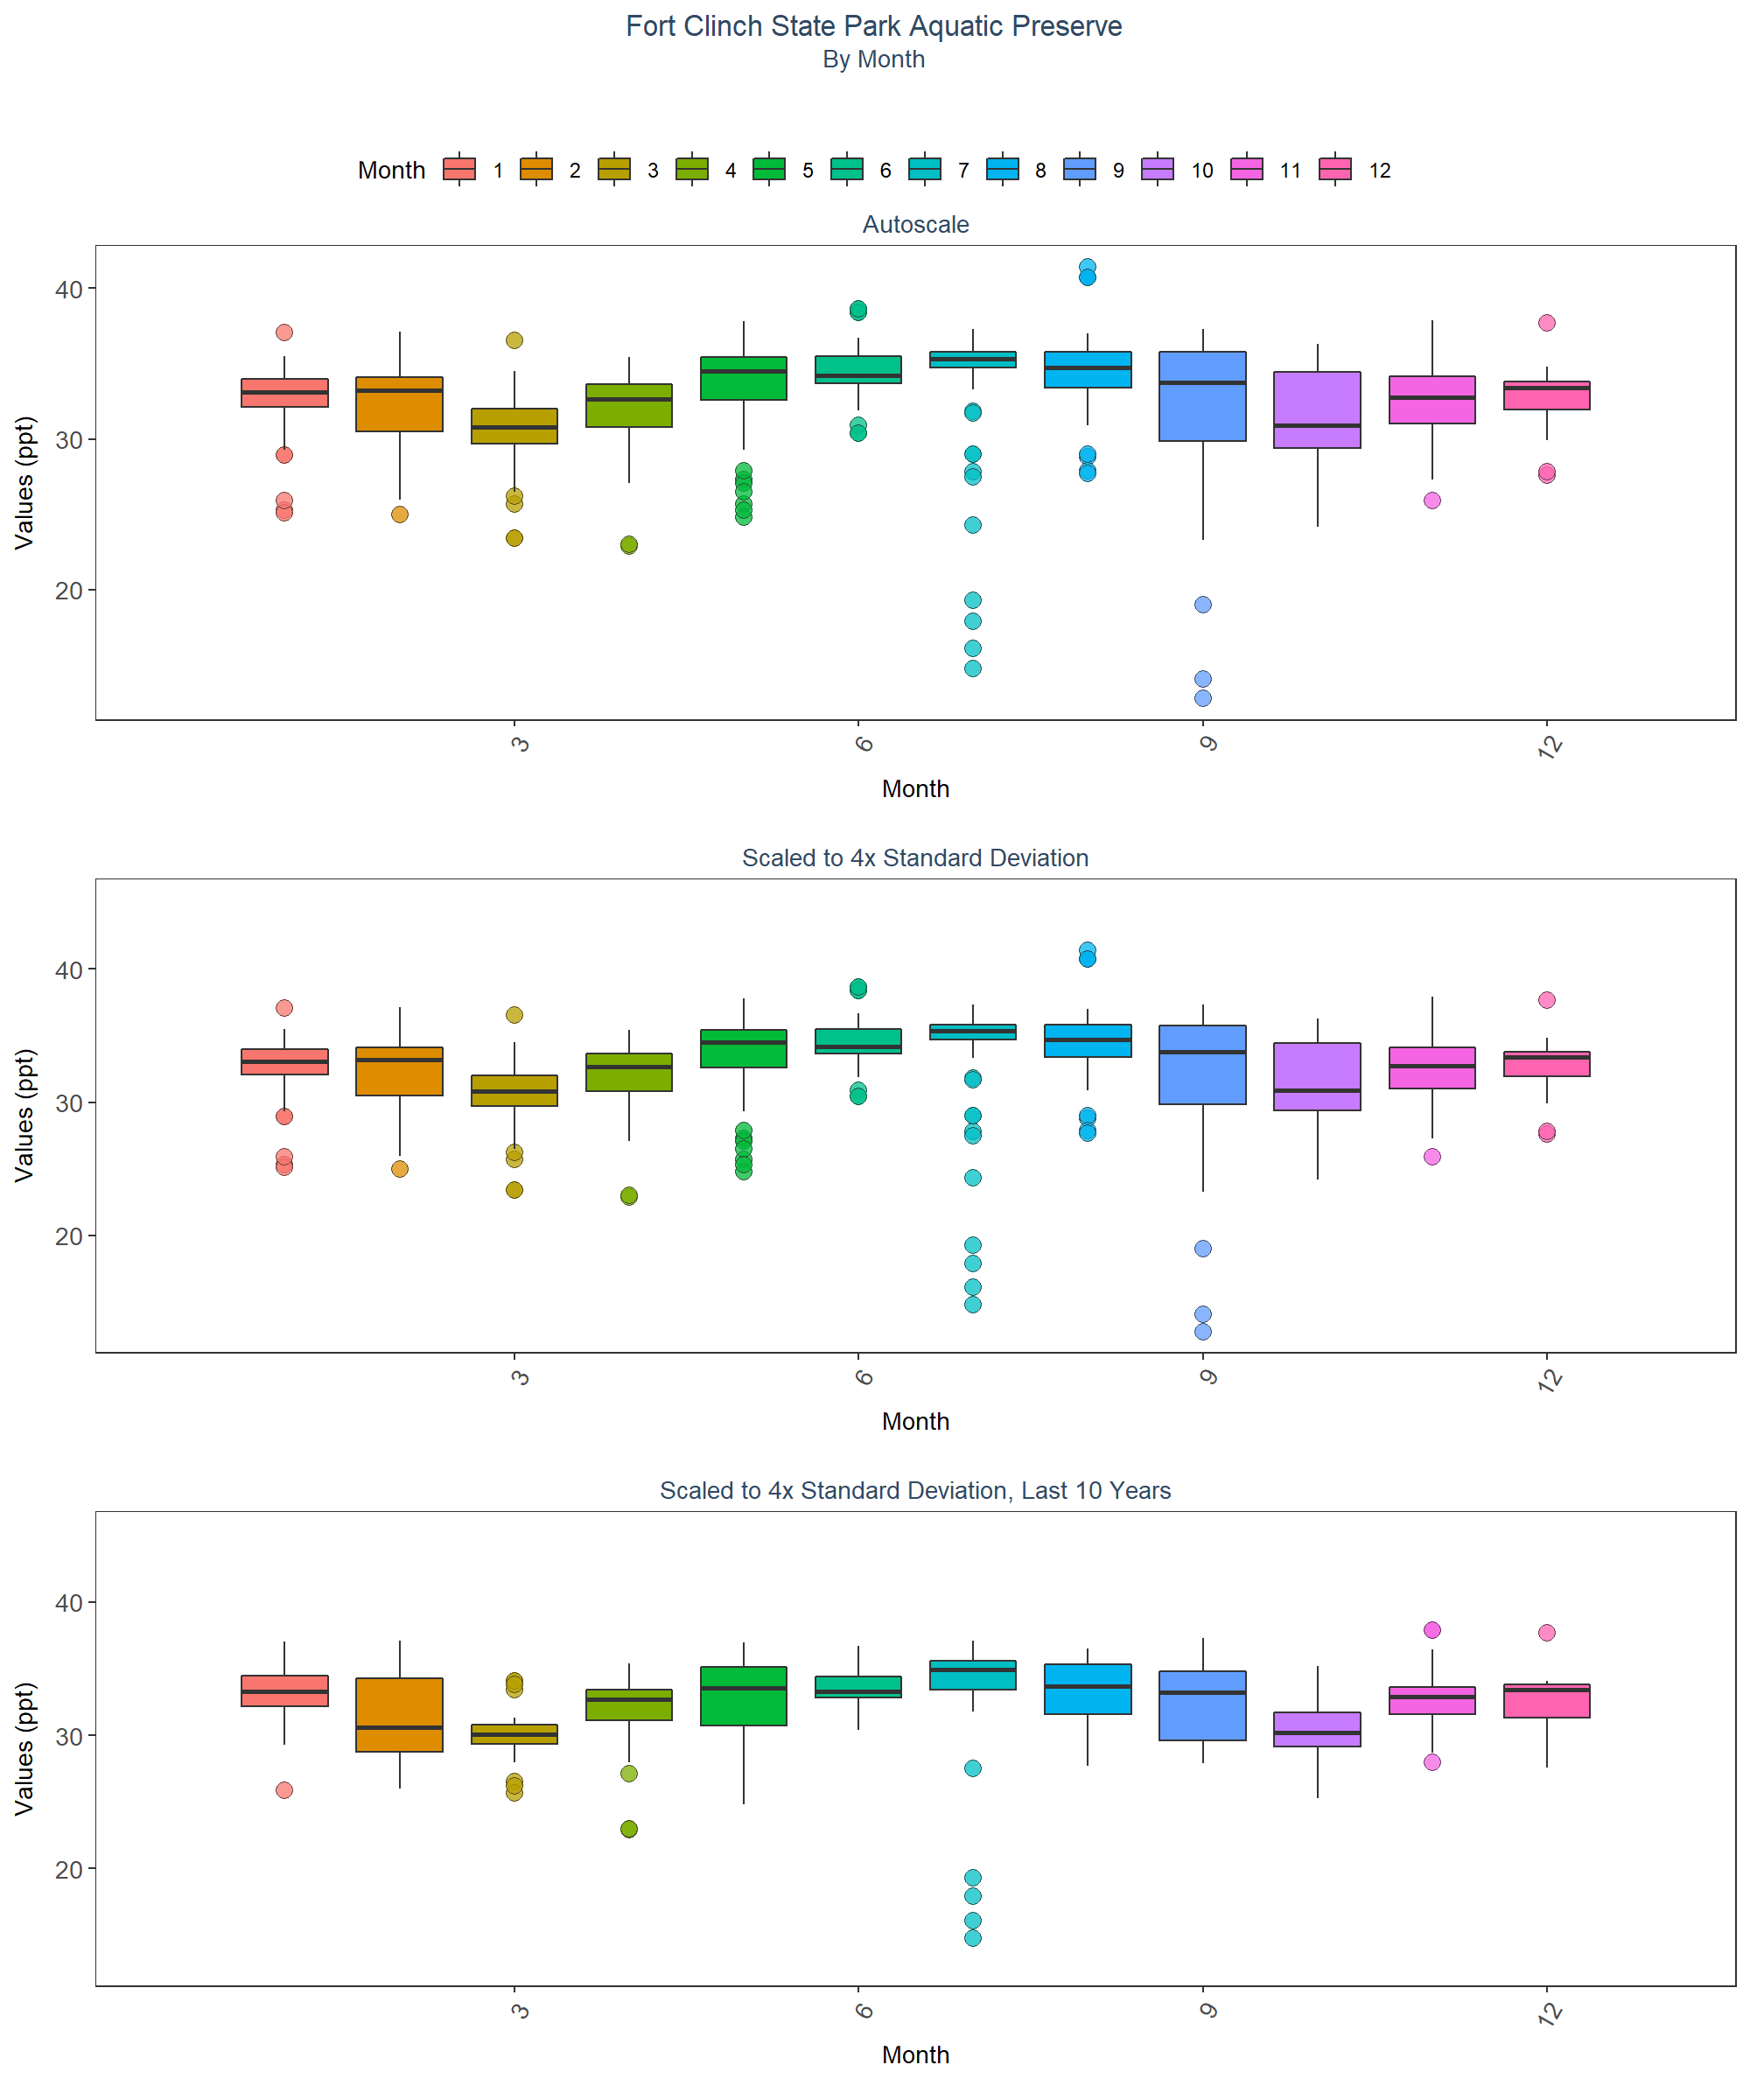 Fort Clinch State Park Aquatic Preserve
By Month
Month 1 2 3 4 5 6 7 8 9 10 11 12
Autoscale
Values (ppt)
40
30
20
3 6 9 12
Month
Scaled to 4x Standard Deviation
Values (ppt)
40
30
20
3 6 9 12
Month
Scaled to 4x Standard Deviation, Last 10 Years
Values (ppt)
40
30
20
3 6 9 12
Month